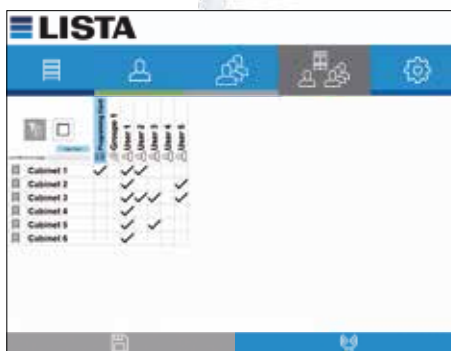 LISTA
Programming Card
Groupe 1
User 1
User 2
User 3
User 4
User 5
Cabinet 1
Cabinet 2
Cabinet 3
Cabinet 4
Cabinet 5
Cabinet 6